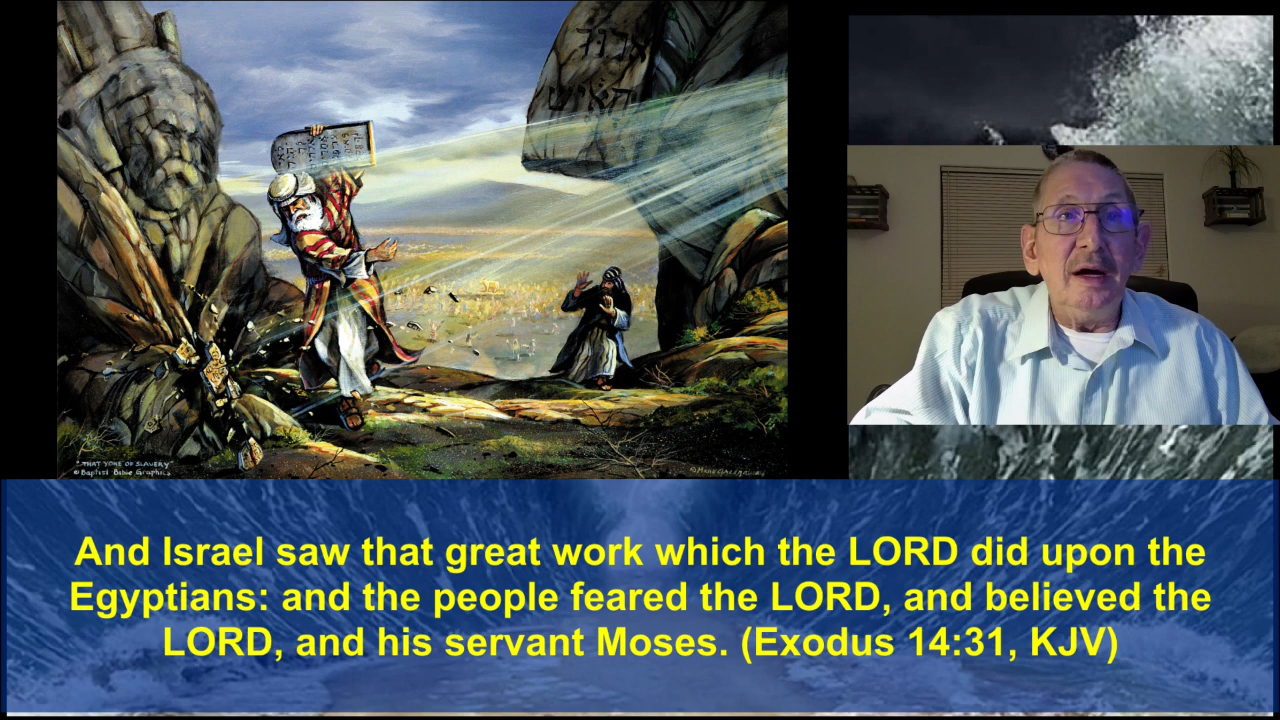 ארור
האיש
"THAT YOKE OF SLAVERY"
© Baptist Bible Graphics
And Israel saw that great work which the LORD did upon the
Egyptians: and the people feared the LORD, and believed the
LORD, and his servant Moses. (Exodus 14:31, KJV)